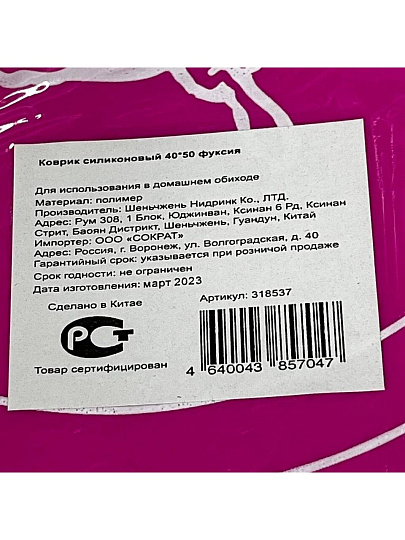 Коврик силиконовый 40*50 фуксия
Для использования в домашнем обиходе
Материал: полимер
Производитель: Шеньчжень Нидринк Ко., ЛТД.
Адрес: Рум 308, 1 Блок, Юджинван, Ксинан 6 Рд, Ксинан
Стрит, Баоян Дистрикт, Шеньчжень, Гуандун, Китай
Импортер: ООО «СОКРАТ»
Адрес: Россия, г. Воронеж, ул. Волгоградская, д. 40
Гарантийный срок: указывается при розничной продаже
Срок годности: не ограничен
Дата изготовления: март 2023
Сделано в Китае
Артикул: 318537
РСТ
Товар сертифицирован
4 640043 857047